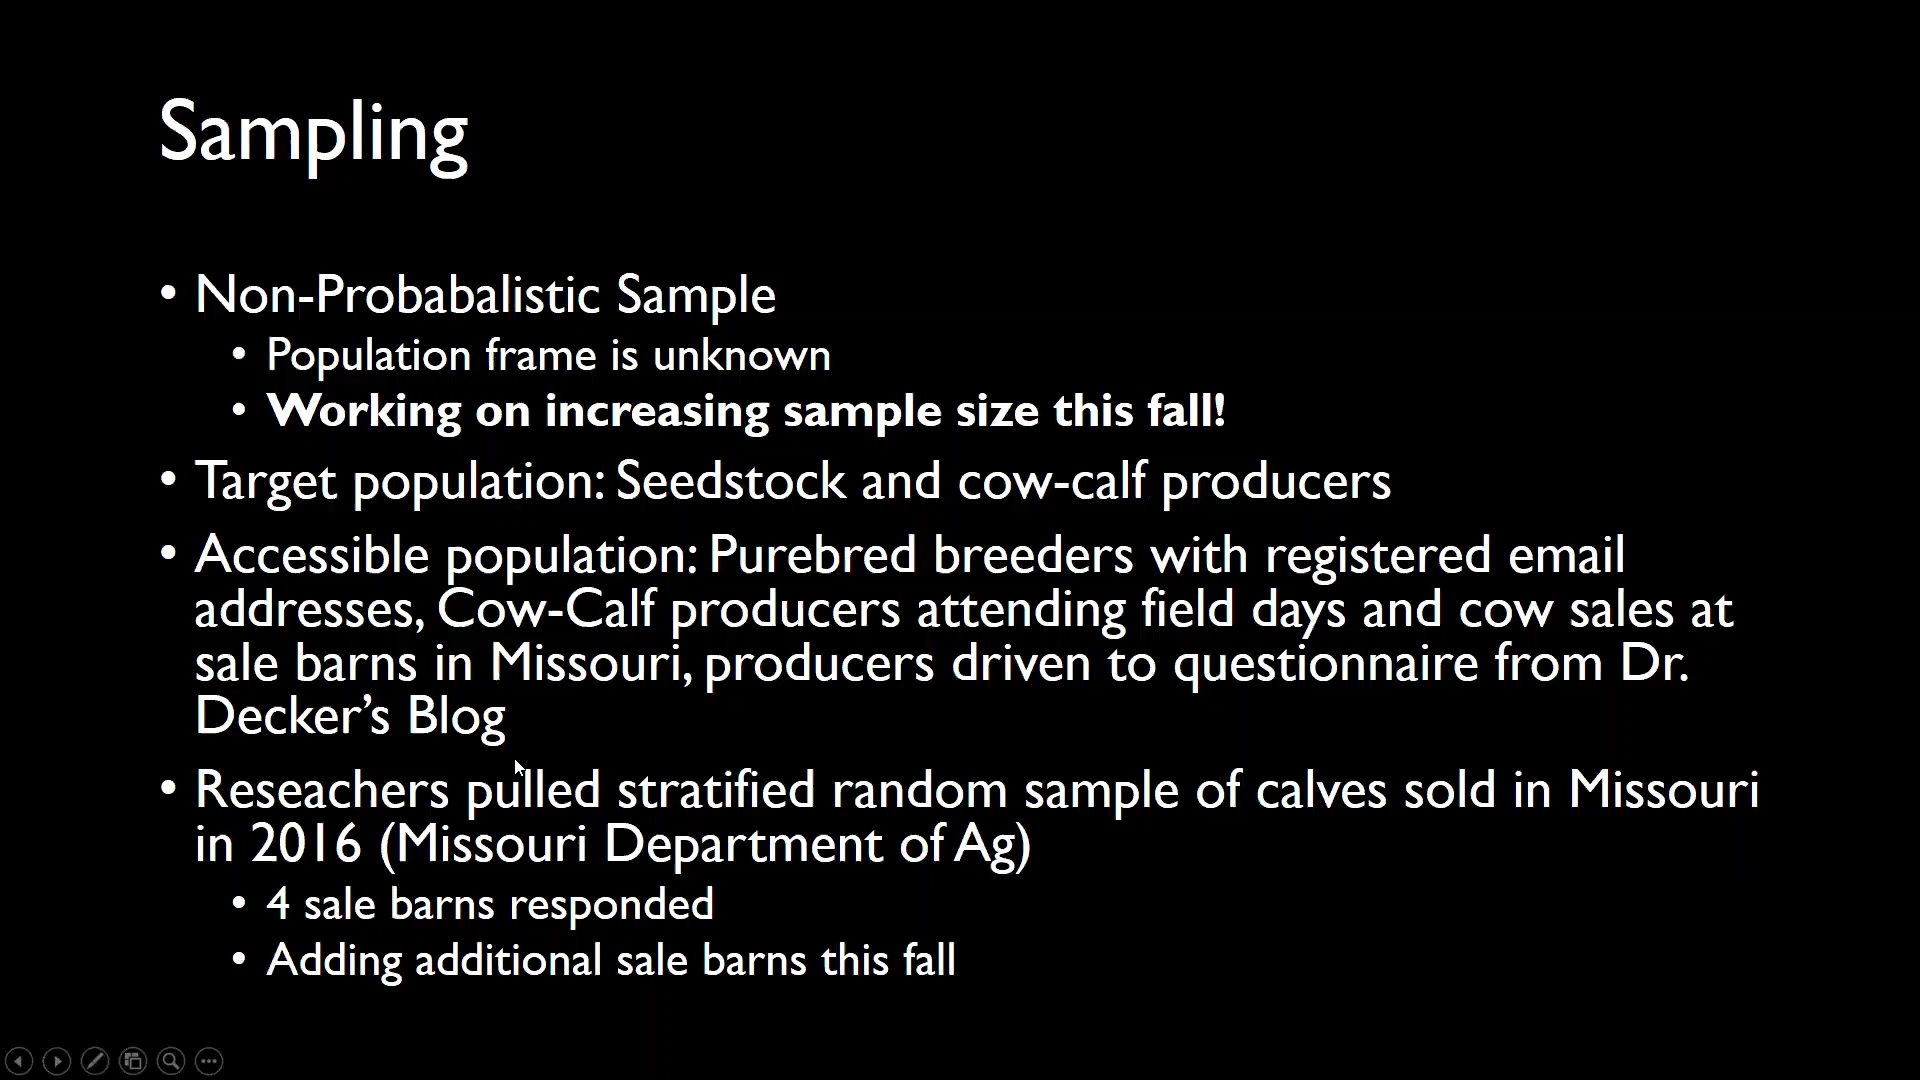 Sampling
• Non-Probabalistic Sample
• Population frame is unknown
• Working on increasing sample size this fall!
• Target population: Seedstock and cow-calf producers
• Accessible population: Purebred breeders with registered email
addresses, Cow-Calf producers attending field days and cow sales at
sale barns in Missouri, producers driven to questionnaire from Dr.
Decker’s Blog
• Reseachers pulled stratified random sample of calves sold in Missouri
in 2016 (Missouri Department of Ag)
• 4 sale barns responded
• Adding additional sale barns this fall